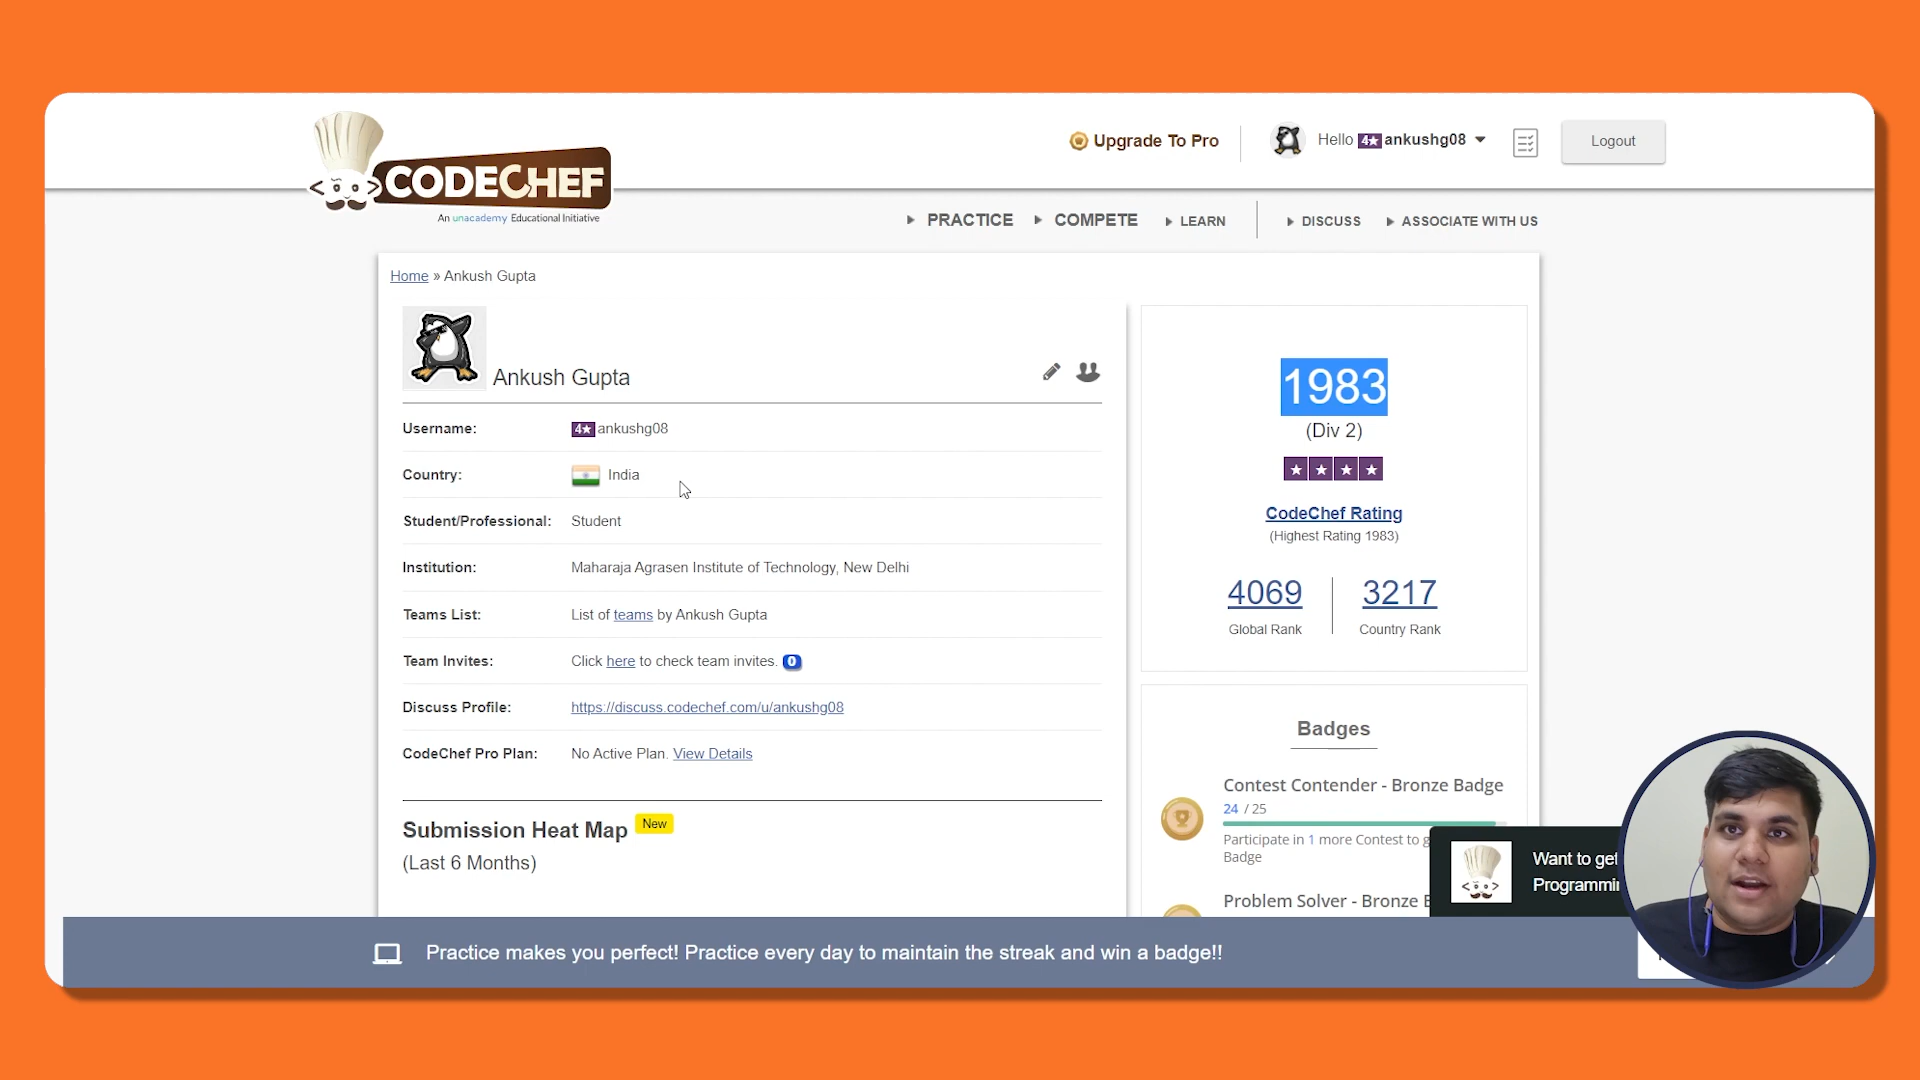 CODECHEF
An unacademy Educational Initiative
Upgrade To Pro
Hello 4★ ankushg08
Logout
PRACTICE
COMPETE
LEARN
DISCUSS
ASSOCIATE WITH US
Home » Ankush Gupta
Ankush Gupta
Username: 4★ ankushg08
Country: India
Student/Professional: Student
Institution: Maharaja Agrasen Institute of Technology, New Delhi
Teams List: List of teams by Ankush Gupta
Team Invites: Click here to check team invites. 0
Discuss Profile: https://discuss.codechef.com/u/ankushg08
CodeChef Pro Plan: No Active Plan. View Details
Submission Heat Map New
(Last 6 Months)
1983
(Div 2)
★ ★ ★ ★
CodeChef Rating
(Highest Rating 1983)
4069 3217
Global Rank Country Rank
Badges
Contest Contender - Bronze Badge
24 / 25
Participate in 1 more Contest to
Badge
Problem Solver - Bronze
Want to get
Practice makes you perfect! Practice every day to maintain the streak and win a badge!!